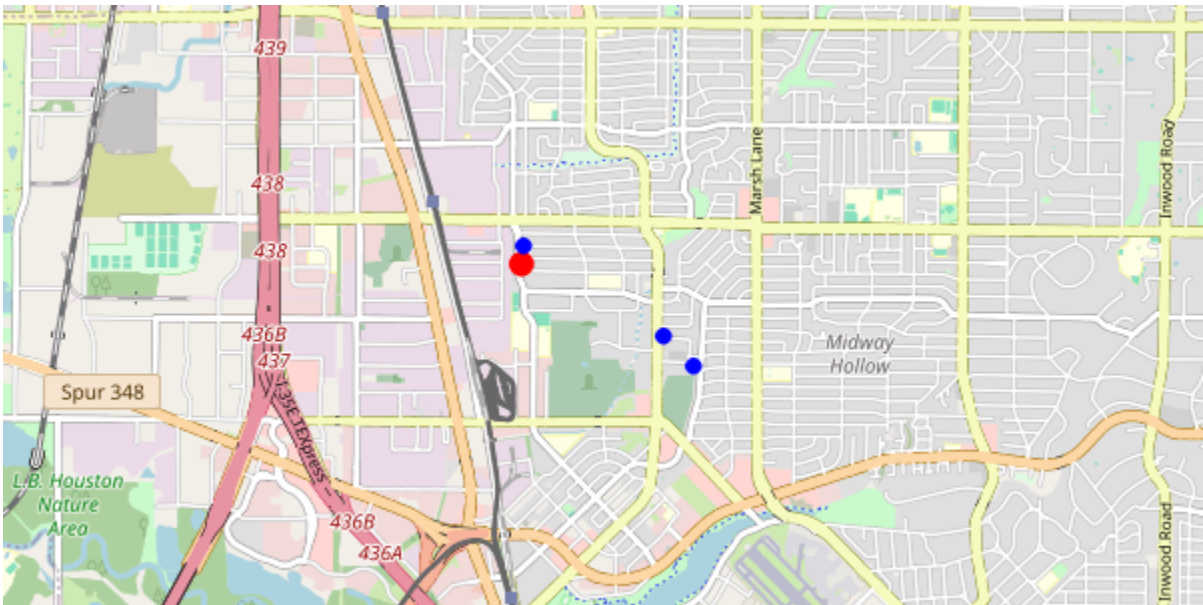 439
438
438
436B
437
Spur 348
I 35E TEXpress
436B
436A
L.B. Houston
Nature
Area
Marsh Lane
Inwood Road
Midway
Hollow
Inwood Road